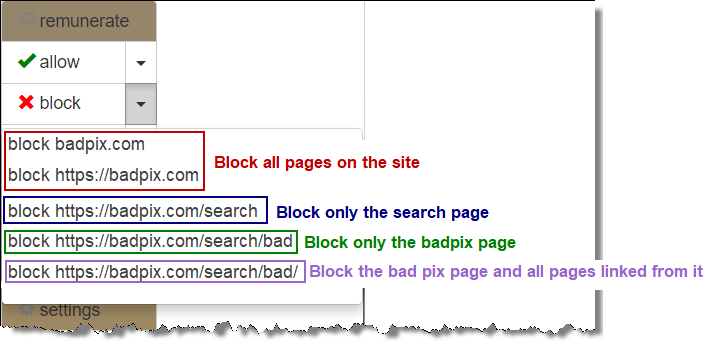 remunerate
allow
block
block badpix.com
block https://badpix.com
Block all pages on the site
block https://badpix.com/search
Block only the search page
block https://badpix.com/search/bad
Block only the badpix page
block https://badpix.com/search/bad/
Block the bad pix page and all pages linked from it
settings